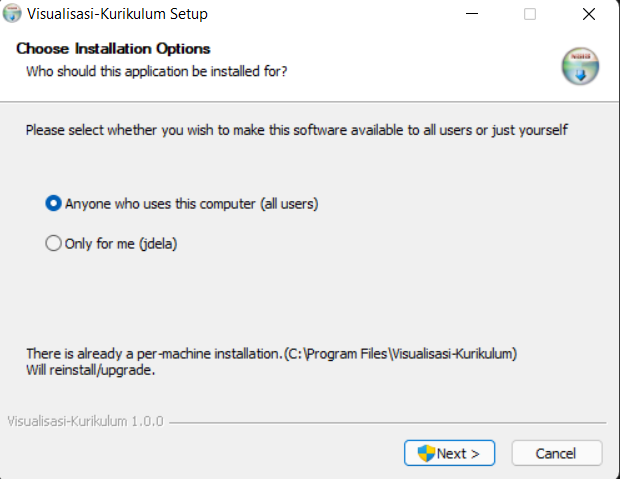 Visualisasi-Kurikulum Setup
Choose Installation Options
Who should this application be installed for?
Please select whether you wish to make this software available to all users or just yourself
Anyone who uses this computer (all users)
Only for me (jdela)
There is already a per-machine installation.(C:\Program Files\Visualisasi-Kurikulum)
Will reinstall/upgrade.
Visualisasi-Kurikulum 1.0.0
Next >
Cancel